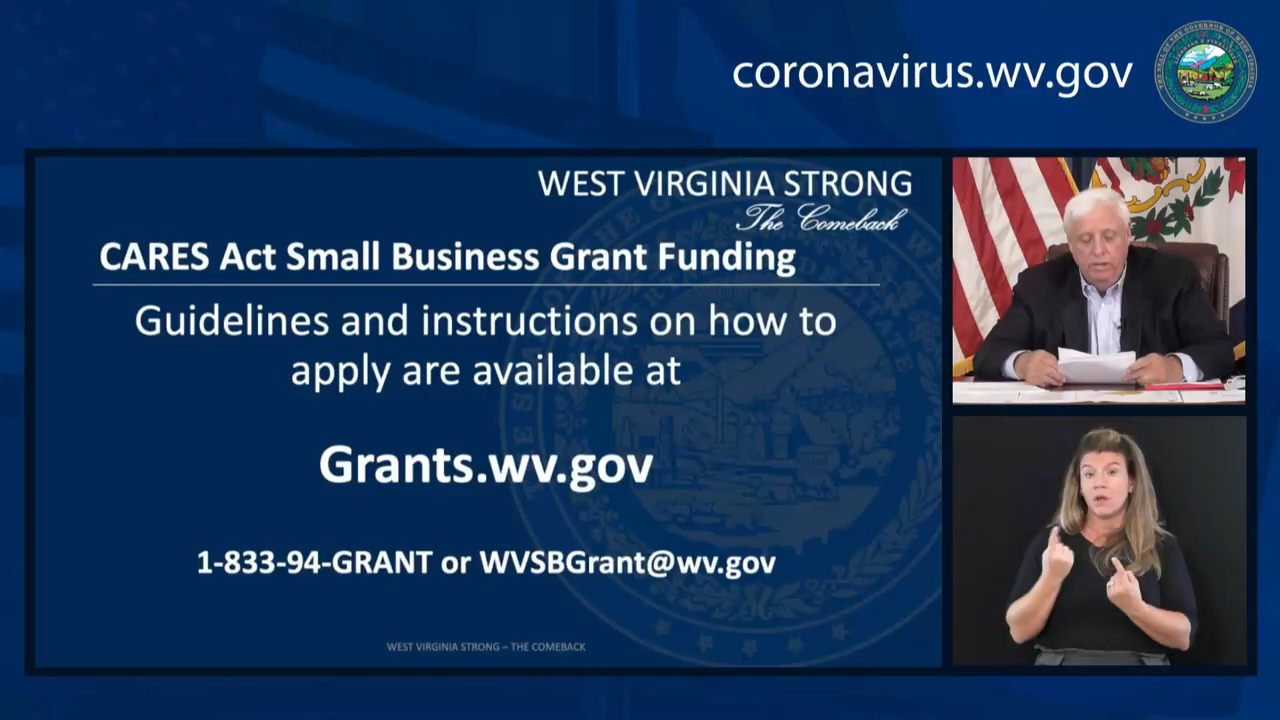 coronavirus.wv.gov
WEST VIRGINIA STRONG
The Comeback
CARES Act Small Business Grant Funding
Guidelines and instructions on how to
apply are available at
Grants.wv.gov
1-833-94-GRANT or WVSBGrant@wv.gov
WEST VIRGINIA STRONG – THE COMEBACK